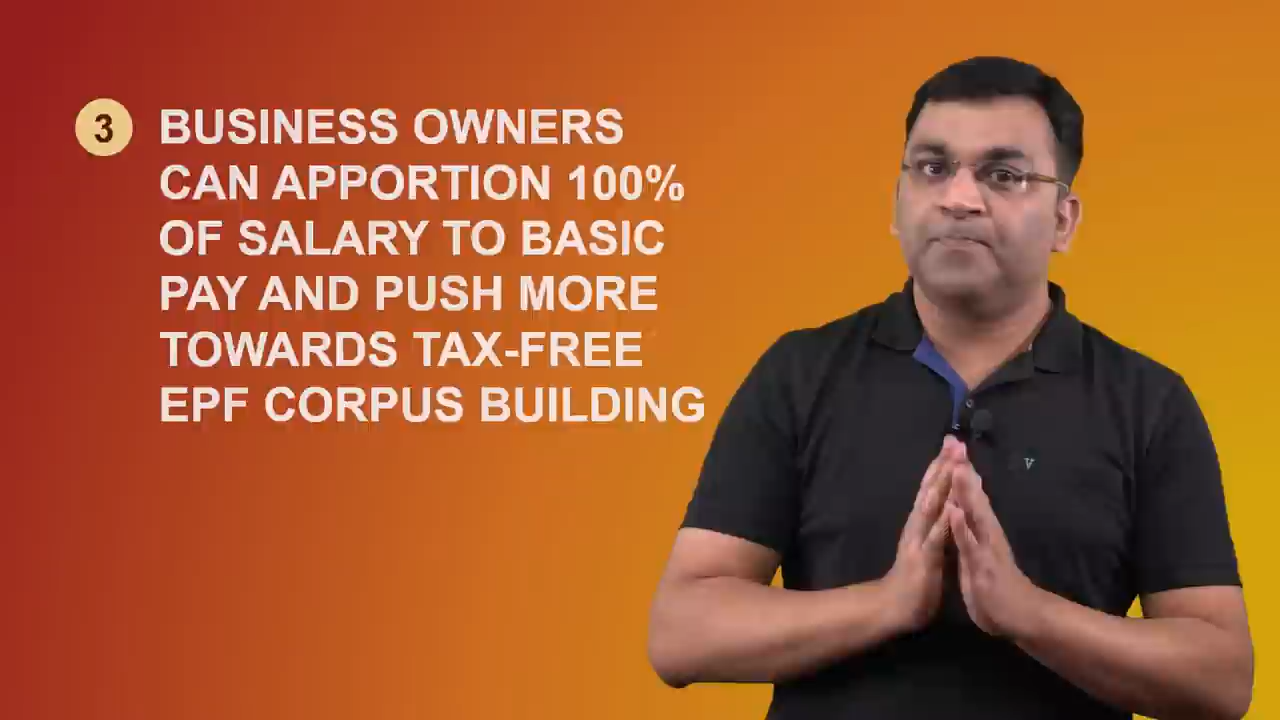 3 BUSINESS OWNERS
CAN APPORTION 100%
OF SALARY TO BASIC
PAY AND PUSH MORE
TOWARDS TAX-FREE
EPF CORPUS BUILDING
V